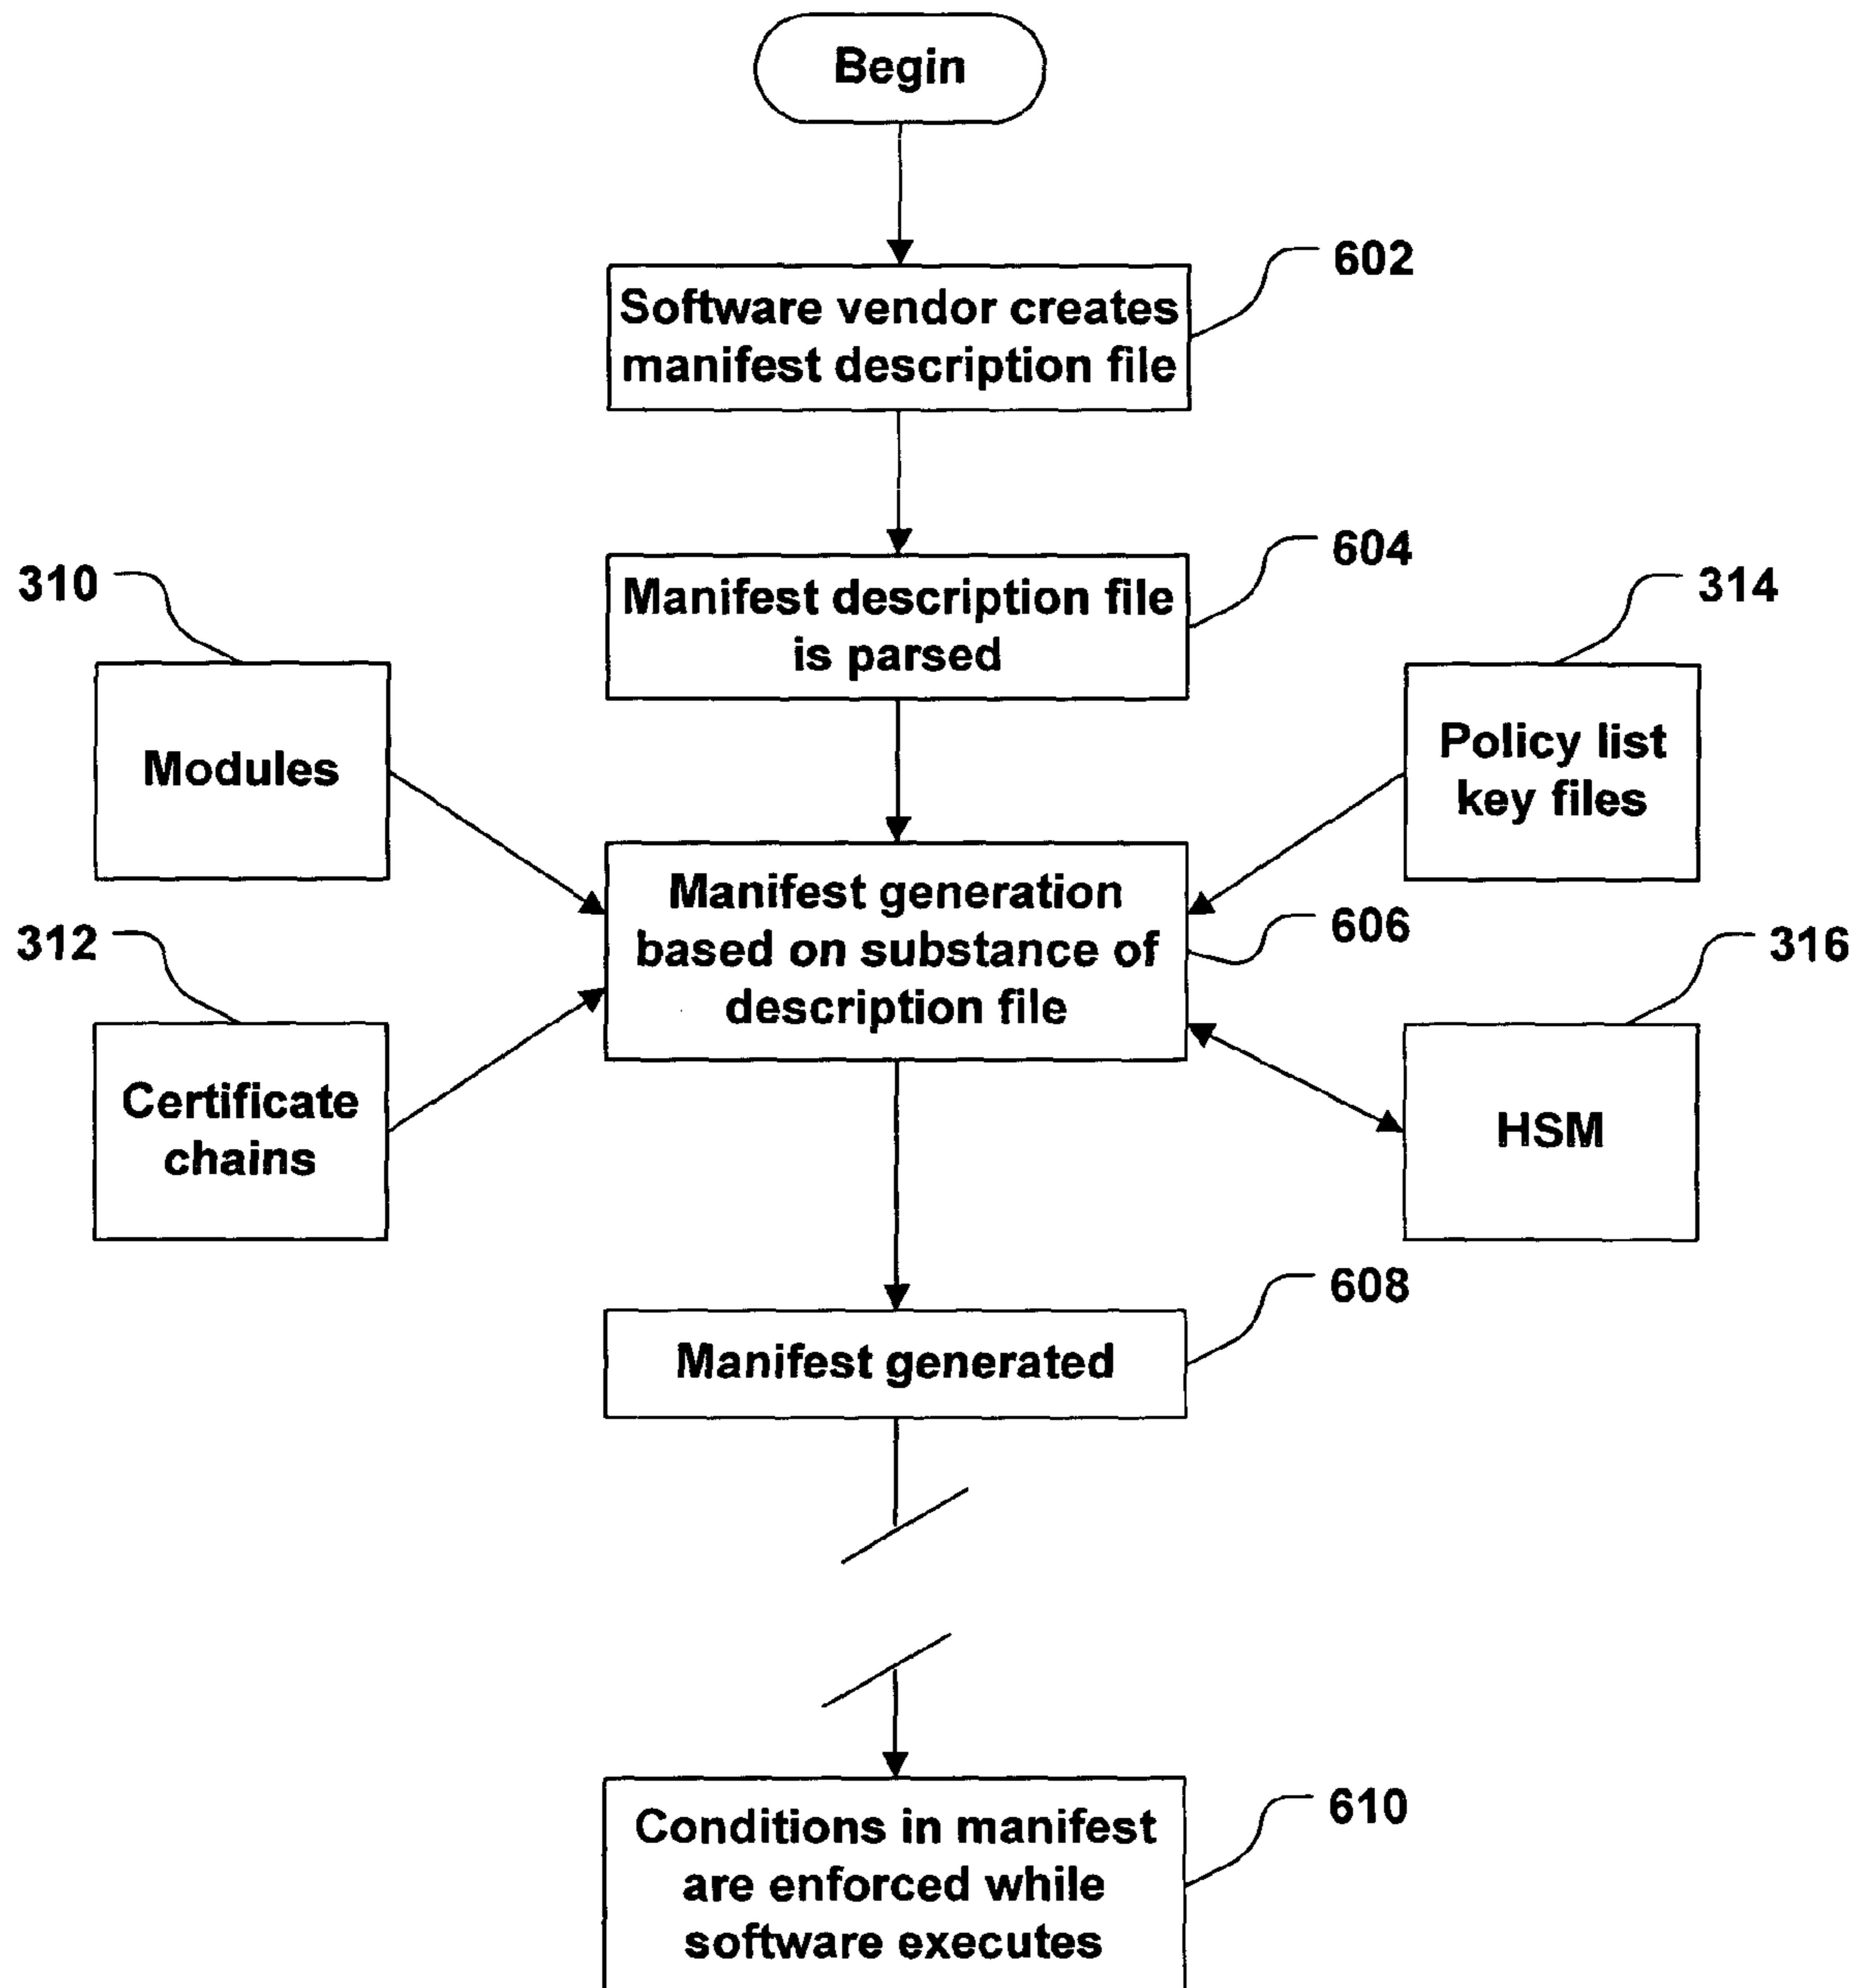 Begin
602
Software vendor creates
manifest description file
604
Manifest description file
is parsed
310
Modules
314
Policy list
key files
Manifest generation
based on substance of
description file
606
312
Certificate
chains
316
HSM
608
Manifest generated
610
Conditions in manifest
are enforced while
software executes